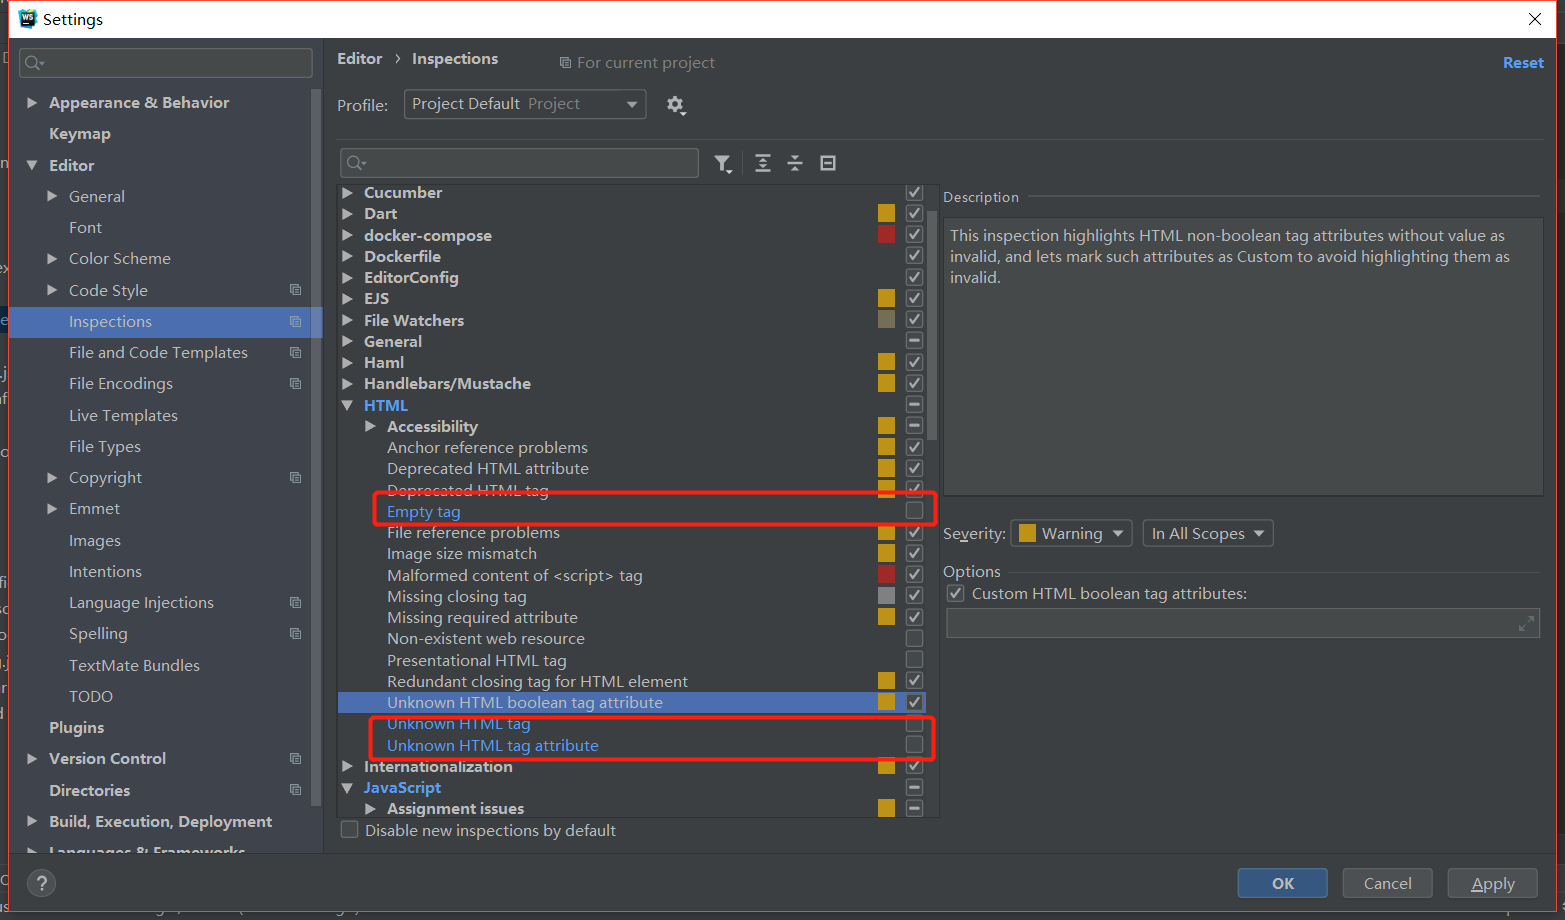 WS Settings
Appearance & Behavior
Keymap
Editor
General
Font
Color Scheme
Code Style
Inspections
File and Code Templates
File Encodings
Live Templates
File Types
Copyright
Emmet
Images
Intentions
Language Injections
Spelling
TextMate Bundles
TODO
Plugins
Version Control
Directories
Build, Execution, Deployment
Languages & Frameworks
?
Editor › Inspections
For current project
Reset
Profile:
Project Default Project
Cucumber
Dart
docker-compose
Dockerfile
EditorConfig
EJS
File Watchers
General
Haml
Handlebars/Mustache
HTML
Accessibility
Anchor reference problems
Deprecated HTML attribute
Deprecated HTML tag
Empty tag
File reference problems
Image size mismatch
Malformed content of <script> tag
Missing closing tag
Missing required attribute
Non-existent web resource
Presentational HTML tag
Redundant closing tag for HTML element
Unknown HTML boolean tag attribute
Unknown HTML tag
Unknown HTML tag attribute
Internationalization
JavaScript
Assignment issues
Disable new inspections by default
Description
This inspection highlights HTML non-boolean tag attributes without value as
invalid, and lets mark such attributes as Custom to avoid highlighting them as
invalid.
Severity: Warning In All Scopes
Options
Custom HTML boolean tag attributes:
OK Cancel Apply